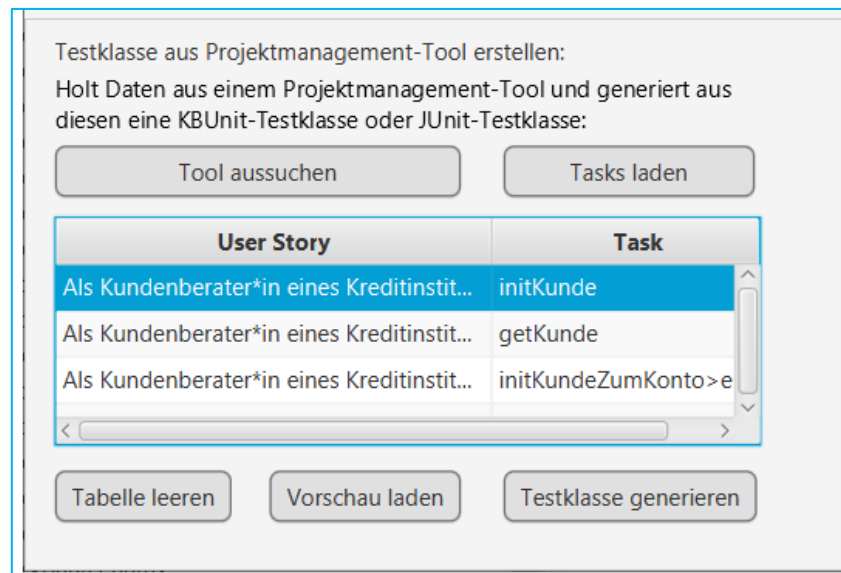 Testklasse aus Projektmanagement-Tool erstellen:
Holt Daten aus einem Projektmanagement-Tool und generiert aus
diesen eine KBUnit-Testklasse oder JUnit-Testklasse:
Tool aussuchen Tasks laden
User Story Task
Als Kundenberater*in eines Kreditinstit... initKunde
Als Kundenberater*in eines Kreditinstit... getKunde
Als Kundenberater*in eines Kreditinstit... initKundeZumKonto>e
Tabelle leeren Vorschau laden Testklasse generieren